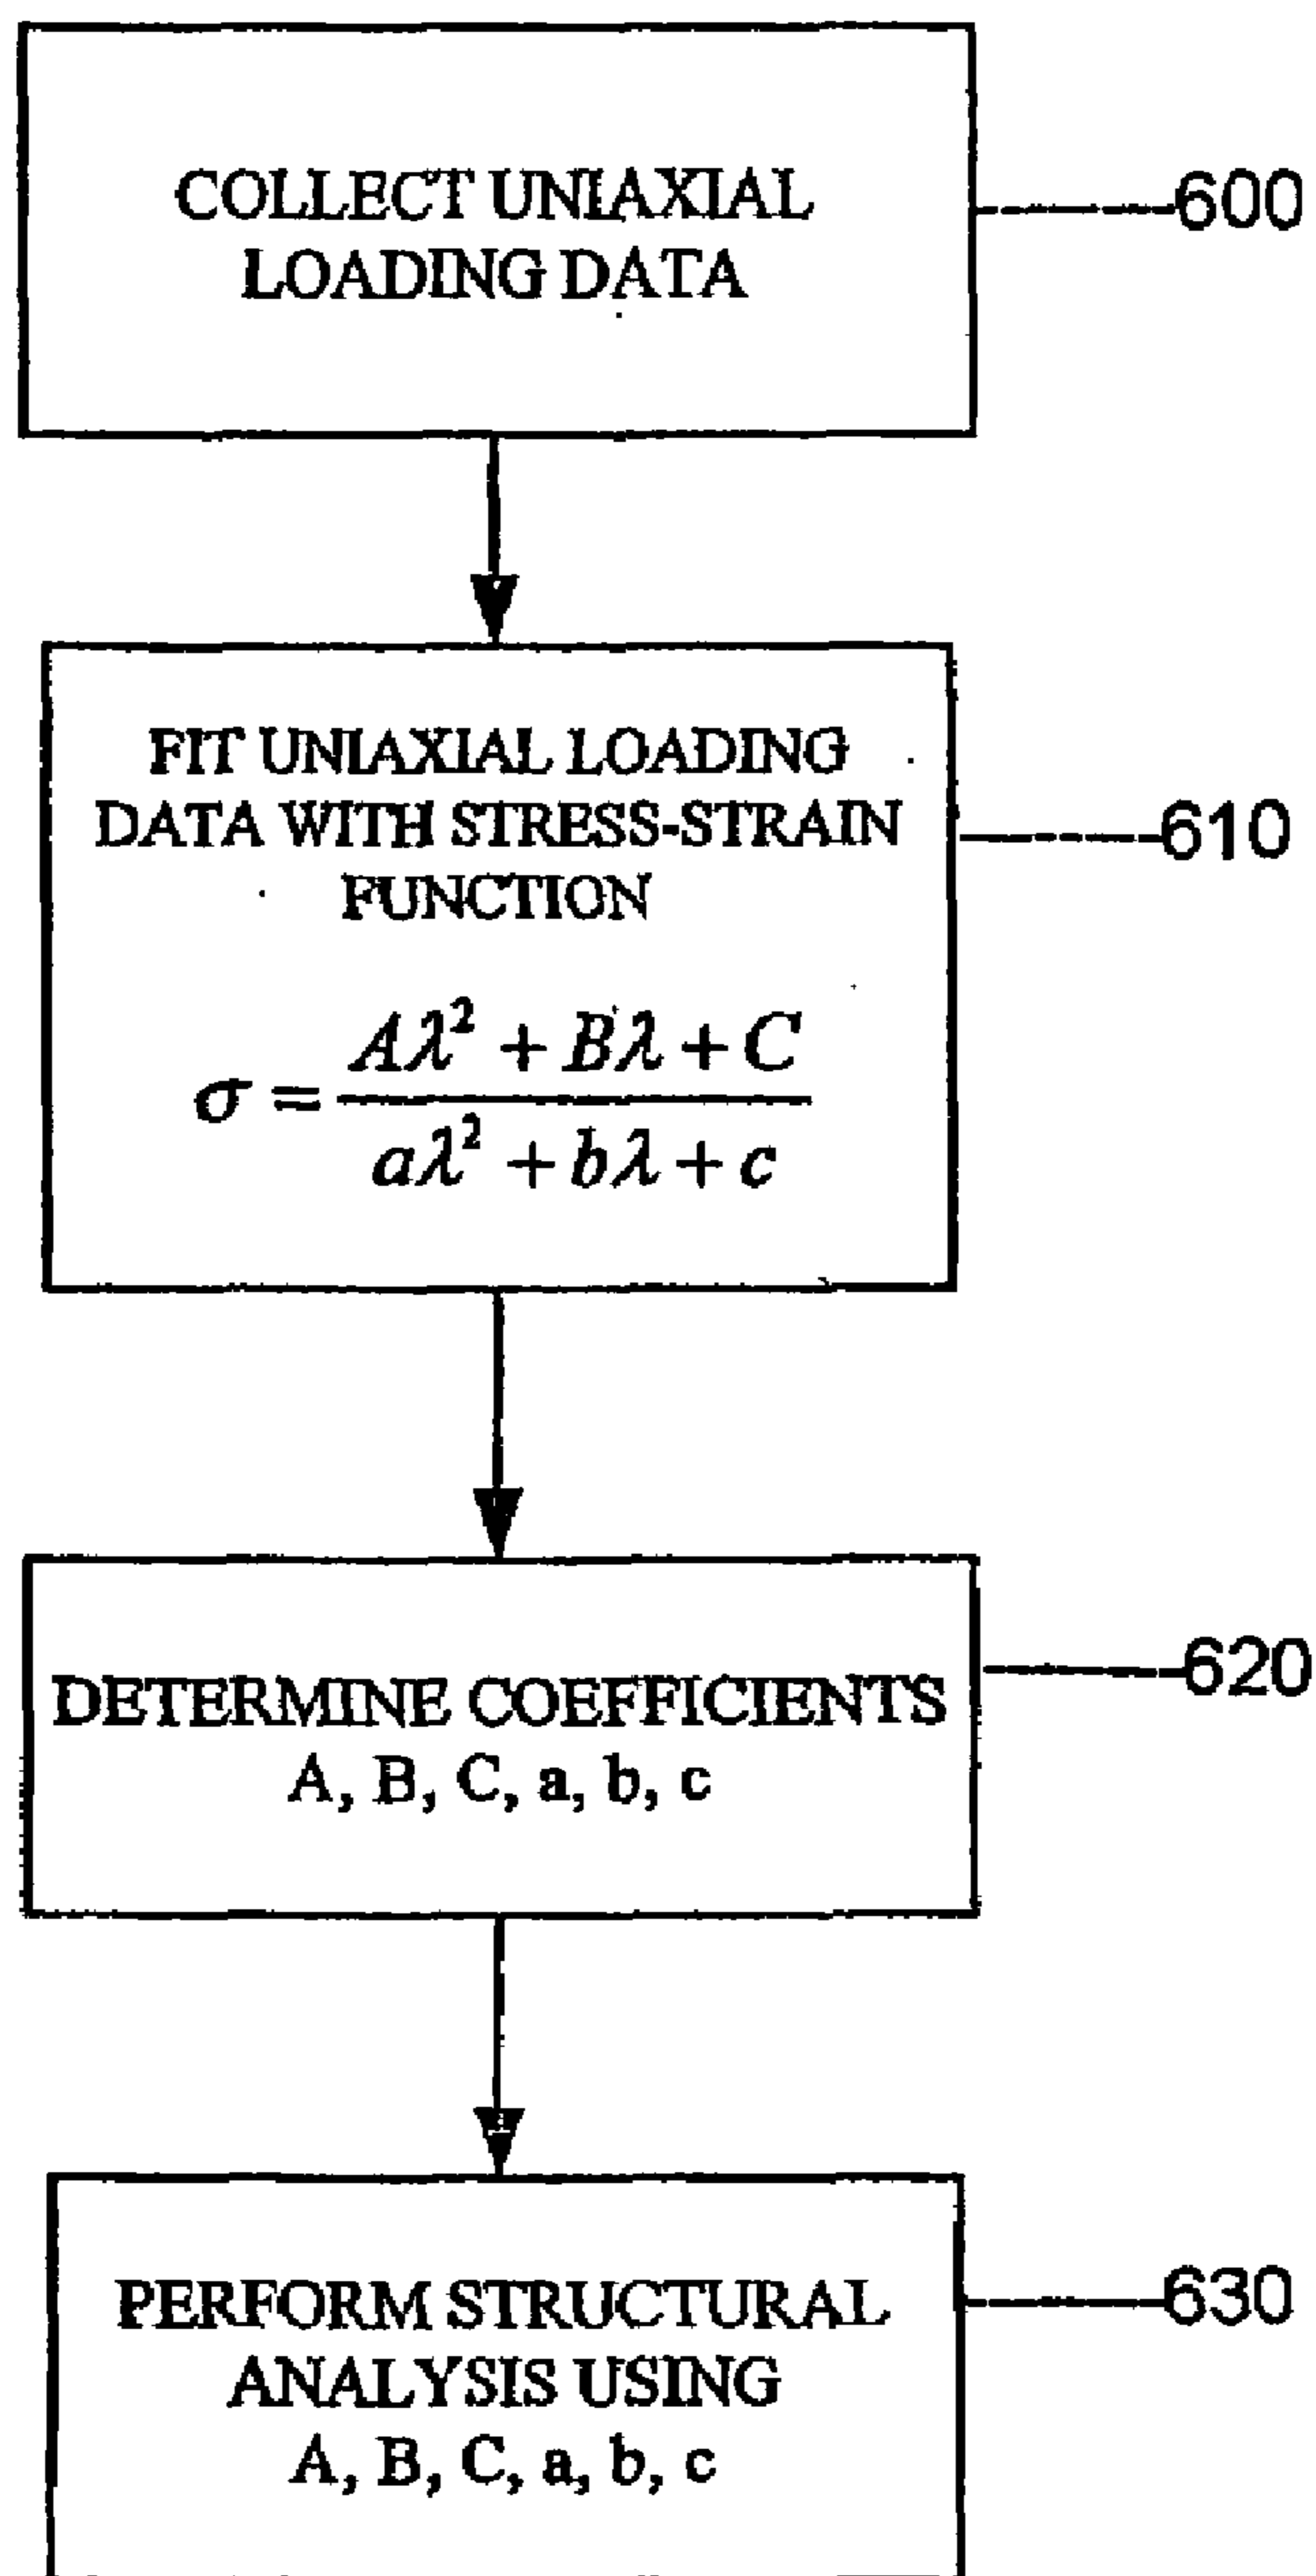 COLLECT UNIAXIAL
LOADING DATA
600
FIT UNIAXIAL LOADING
DATA WITH STRESS-STRAIN
FUNCTION
610
σ = (Aλ² + Bλ + C) / (aλ² + bλ + c)
DETERMINE COEFFICIENTS
A, B, C, a, b, c
620
PERFORM STRUCTURAL
ANALYSIS USING
A, B, C, a, b, c
630